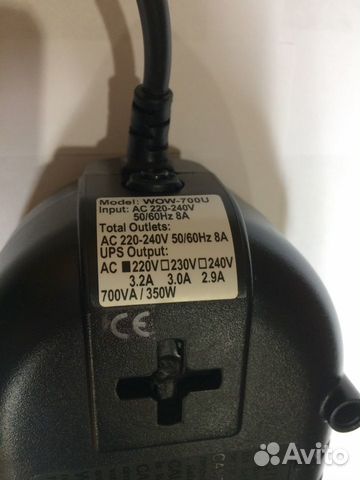 Model: WOW-700U
Input: AC 220-240V
50/60Hz 8A
Total Outlets:
AC 220-240V 50/60Hz 8A
UPS Output:
AC ■220V□230V□240V
3.2A 3.0A 2.9A
700VA / 350W
CE
Avito